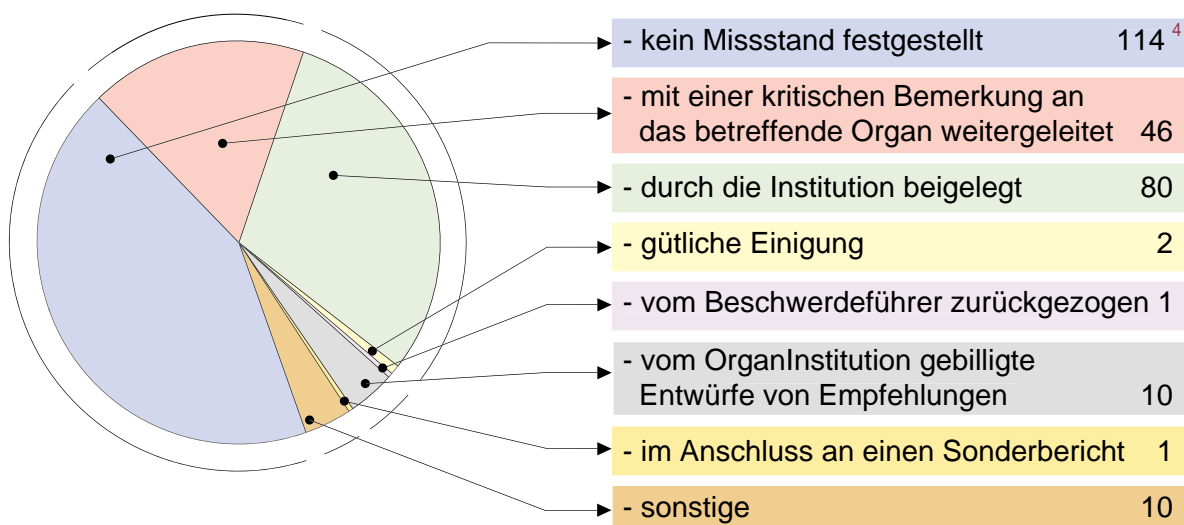 - kein Missstand festgestellt 114 4
- mit einer kritischen Bemerkung an
das betreffende Organ weitergeleitet 46
- durch die Institution beigelegt 80
- gütliche Einigung 2
- vom Beschwerdeführer zurückgezogen 1
- vom OrganInstitution gebilligte
Entwürfe von Empfehlungen 10
- im Anschluss an einen Sonderbericht 1
- sonstige 10